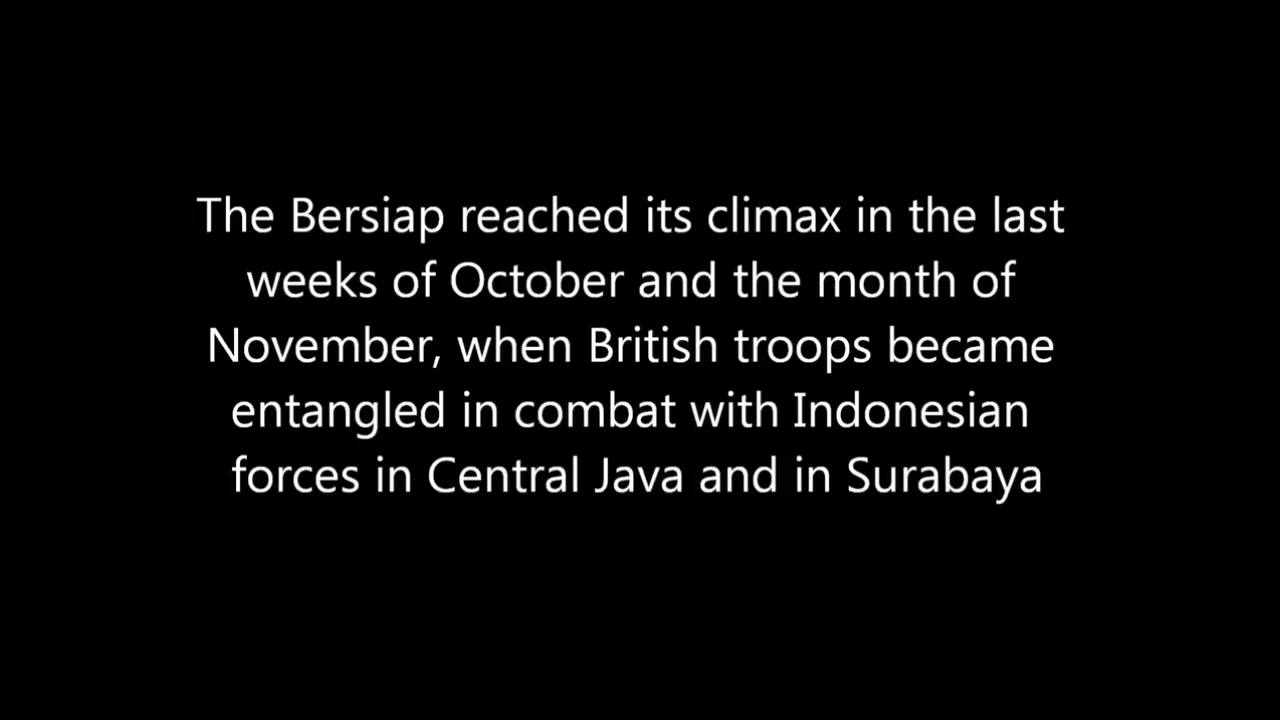 The Bersiap reached its climax in the last
weeks of October and the month of
November, when British troops became
entangled in combat with Indonesian
forces in Central Java and in Surabaya